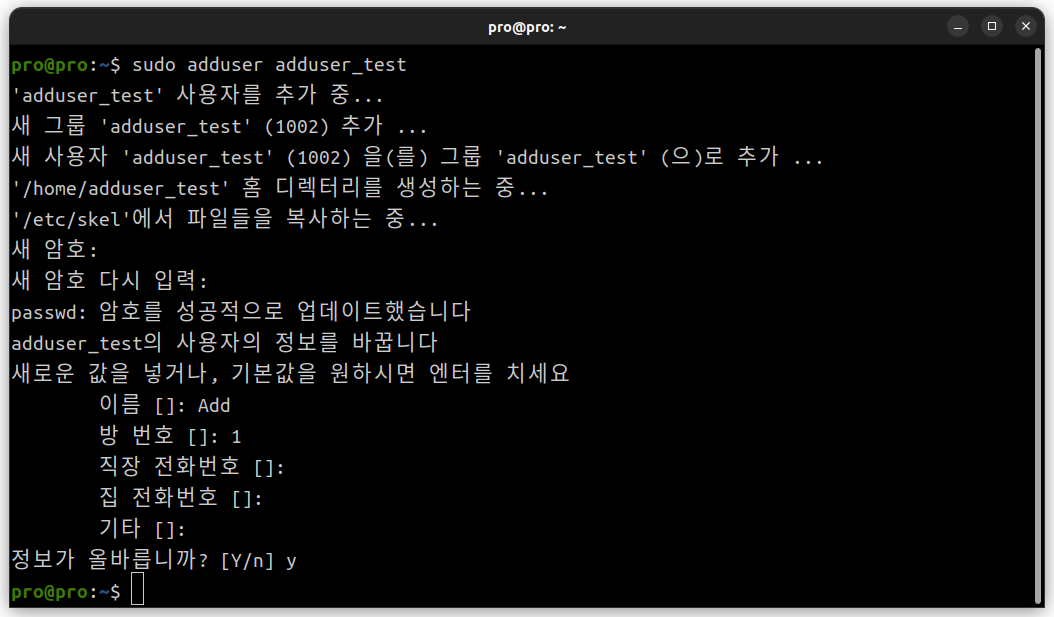 pro@pro: ~
pro@pro:~$ sudo adduser adduser_test
'adduser_test' 사용자를 추가 중...
새 그룹 'adduser_test' (1002) 추가 ...
새 사용자 'adduser_test' (1002) 을(를) 그룹 'adduser_test' (으)로 추가 ...
'/home/adduser_test' 홈 디렉터리를 생성하는 중...
'/etc/skel'에서 파일들을 복사하는 중...
새 암호:
새 암호 다시 입력:
passwd: 암호를 성공적으로 업데이트했습니다
adduser_test의 사용자의 정보를 바꿉니다
새로운 값을 넣거나, 기본값을 원하시면 엔터를 치세요
이름 []: Add
방 번호 []: 1
직장 전화번호 []:
집 전화번호 []:
기타 []:
정보가 올바릅니까? [Y/n] y
pro@pro:~$